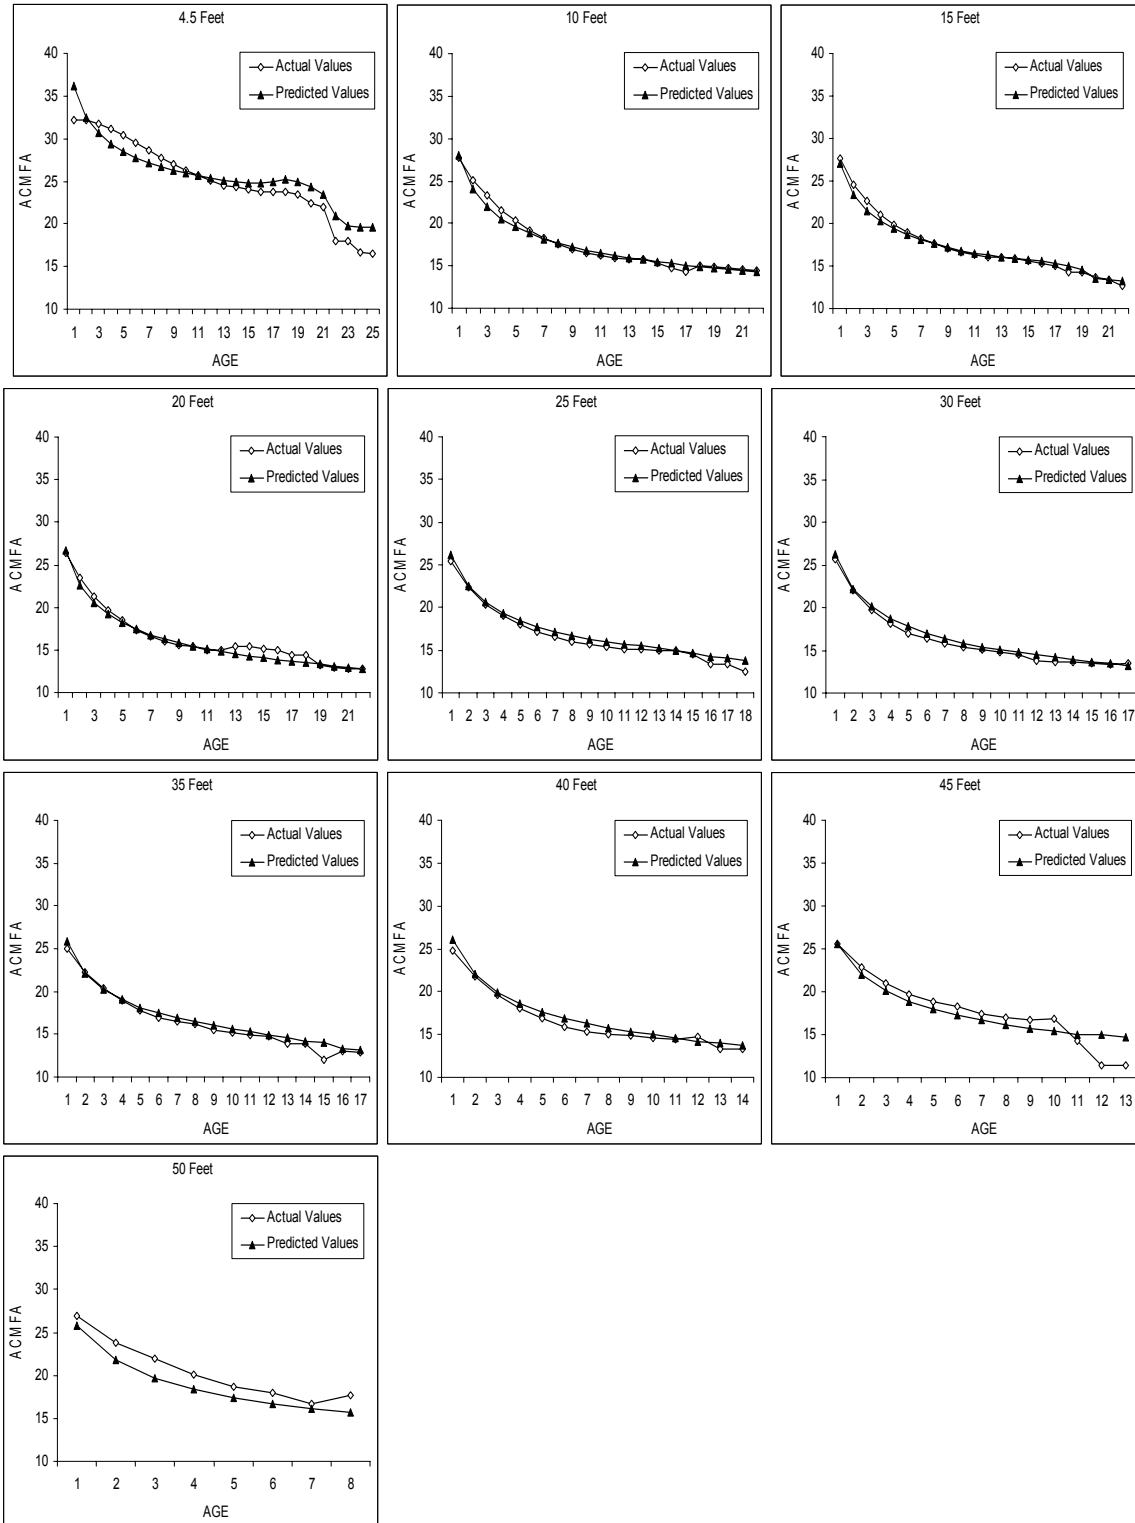 4.5 Feet
40
35
30
25
20
15
10
ACMFA
Actual Values
Predicted Values
1 3 5 7 9 11 13 15 17 19 21 23 25
AGE
10 Feet
40
35
30
25
20
15
10
ACMFA
Actual Values
Predicted Values
1 3 5 7 9 11 13 15 17 19 21
AGE
15 Feet
40
35
30
25
20
15
10
ACMFA
Actual Values
Predicted Values
1 3 5 7 9 11 13 15 17 19 21
AGE
20 Feet
40
35
30
25
20
15
10
ACMFA
Actual Values
Predicted Values
1 3 5 7 9 11 13 15 17 19 21
AGE
25 Feet
40
35
30
25
20
15
10
ACMFA
Actual Values
Predicted Values
1 2 3 4 5 6 7 8 9 10 11 12 13 14 15 16 17 18
AGE
30 Feet
40
35
30
25
20
15
10
ACMFA
Actual Values
Predicted Values
1 2 3 4 5 6 7 8 9 10 11 12 13 14 15 16 17
AGE
35 Feet
40
35
30
25
20
15
10
ACMFA
Actual Values
Predicted Values
1 2 3 4 5 6 7 8 9 10 11 12 13 14 15 16 17
AGE
40 Feet
40
35
30
25
20
15
10
ACMFA
Actual Values
Predicted Values
1 2 3 4 5 6 7 8 9 10 11 12 13 14
AGE
45 Feet
40
35
30
25
20
15
10
ACMFA
Actual Values
Predicted Values
1 2 3 4 5 6 7 8 9 10 11 12 13
AGE
50 Feet
40
35
30
25
20
15
10
ACMFA
Actual Values
Predicted Values
1 2 3 4 5 6 7 8
AGE